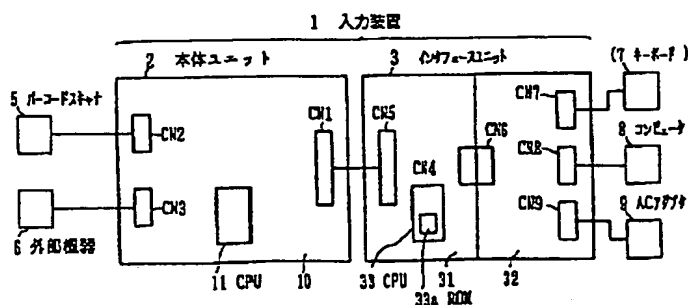 1 入力装置
2 本体ユニット
3 インタフェースユニット
(7 キーボード)
5 バーコードスキャナ
CN7
CN1
CN5
CN6
CN2
8 コンピュータ
CN8
CN4
CN3
CN9
9 ACアダプタ
6 外部機器
11 CPU
10
33 CPU
31
32
33a ROM